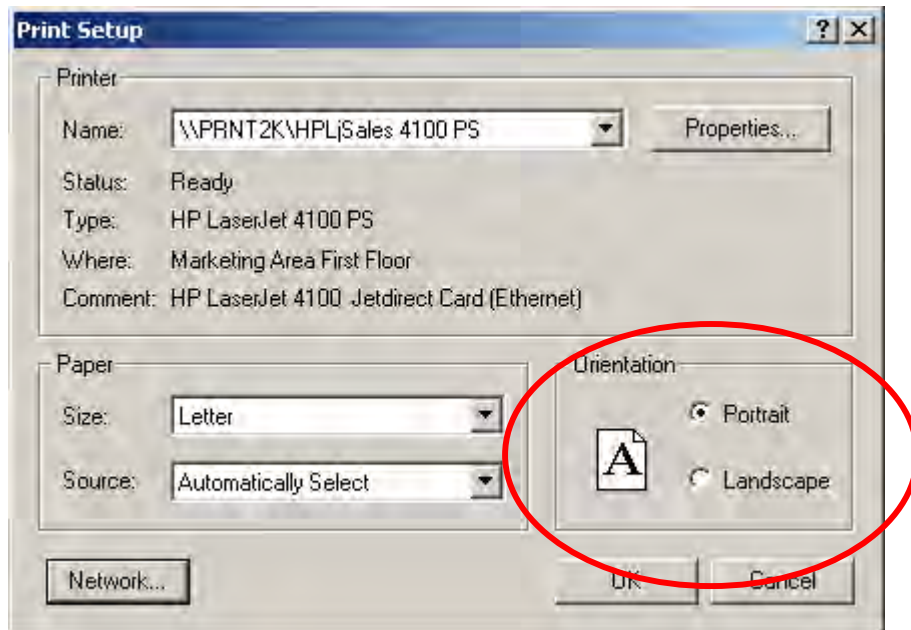 Print Setup
Printer
Name: \\PRNT2K\HPLjSales 4100 PS Properties...
Status: Ready
Type: HP LaserJet 4100 PS
Where: Marketing Area First Floor
Comment: HP LaserJet 4100 Jetdirect Card (Ethernet)
Paper
Size: Letter
Source: Automatically Select
Orientation
A
Portrait
Landscape
Network... OK Cancel